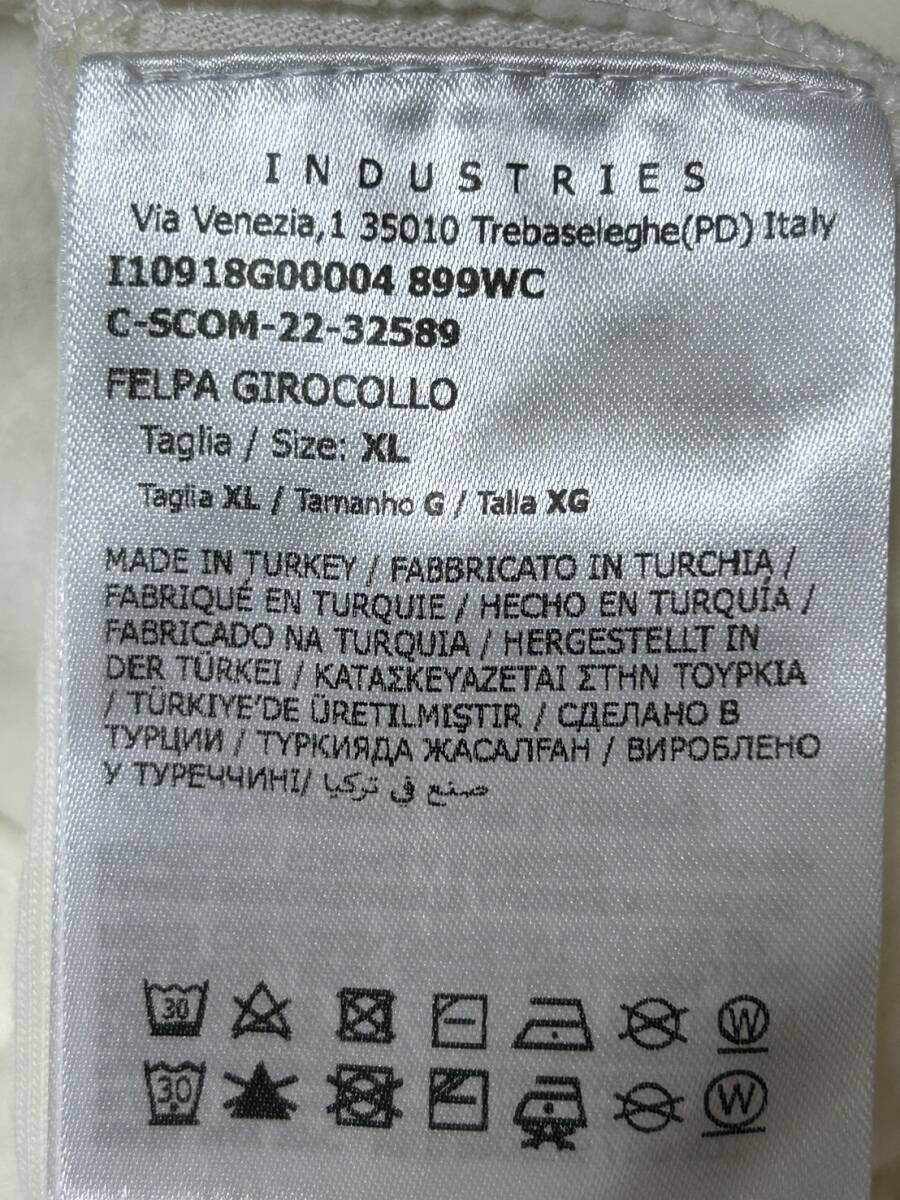 INDUSTRIES
Via Venezia,1 35010 Trebaseleghe(PD) Italy
I10918G00004 899WC
C-SCOM-22-32589
FELPA GIROCOLLO
Taglia / Size: XL
Taglia XL / Tamanho G / Talla XG
MADE IN TURKEY / FABBRICATO IN TURCHIA /
FABRIQUÉ EN TURQUIE / HECHO EN TURQUÍA /
FABRICADO NA TURQUIA / HERGESTELLT IN
DER TÜRKEI / ΚΑΤΑΣΚΕΥΑΖΕΤΑΙ ΣΤΗΝ ΤΟΥΡΚΙΑ
/ TÜRKIYE'DE ÜRETILMIŞTIR / СДЕЛАНО В
ТУРЦИИ / ТҮРКИЯДА ЖАСАЛҒАН / ВИРОБЛЕНО
У ТУРЕЧЧИНІ/ صنع في تركيا
30 W
30 W